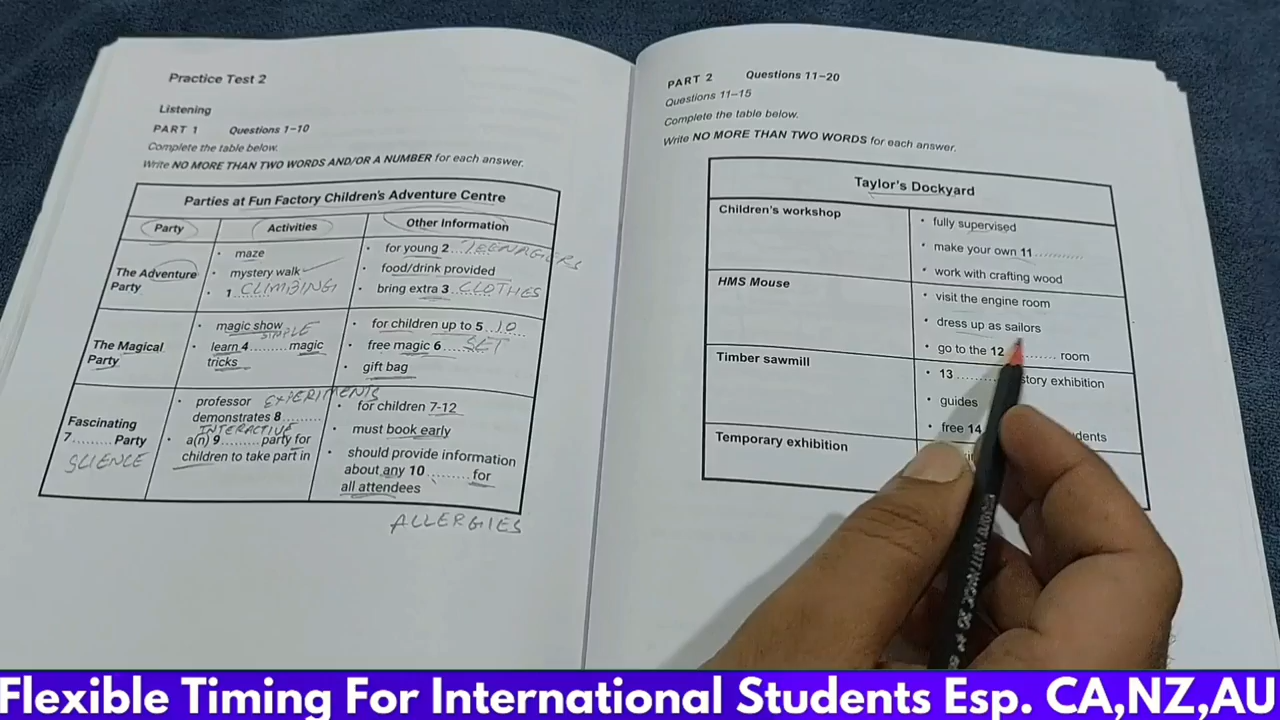 Practice Test 2
Listening
PART 1 Questions 1–10
Complete the table below.
Write NO MORE THAN TWO WORDS AND/OR A NUMBER for each answer.
Parties at Fun Factory Children's Adventure Centre
Party
Activities
Other Information
The Adventure
Party
• maze
• mystery walk
• 1 CLIMBING
• for young 2 TEENAGERS
• food/drink provided
• bring extra 3 CLOTHES
The Magical
Party
• magic show
SIMPLE
• learn 4......... magic
tricks
• for children up to 5 10
• free magic 6 SET
• gift bag
Fascinating
7......... Party
SCIENCE
• professor EXPERIMENTS
demonstrates 8.........
INTERACTIVE
• a(n) 9......... party for
children to take part in
• for children 7-12
• must book early
• should provide information
about any 10......... for
all attendees
ALLERGIES
PART 2 Questions 11–20
Questions 11–15
Complete the table below.
Write NO MORE THAN TWO WORDS for each answer.
Taylor's Dockyard
Children's workshop
• fully supervised
• make your own 11...........
• work with crafting wood
HMS Mouse
• visit the engine room
• dress up as sailors
• go to the 12 ......... room
Timber sawmill
• 13......... story exhibition
• guides
• free 14
Temporary exhibition
Flexible Timing For International Students Esp. CA,NZ,AU